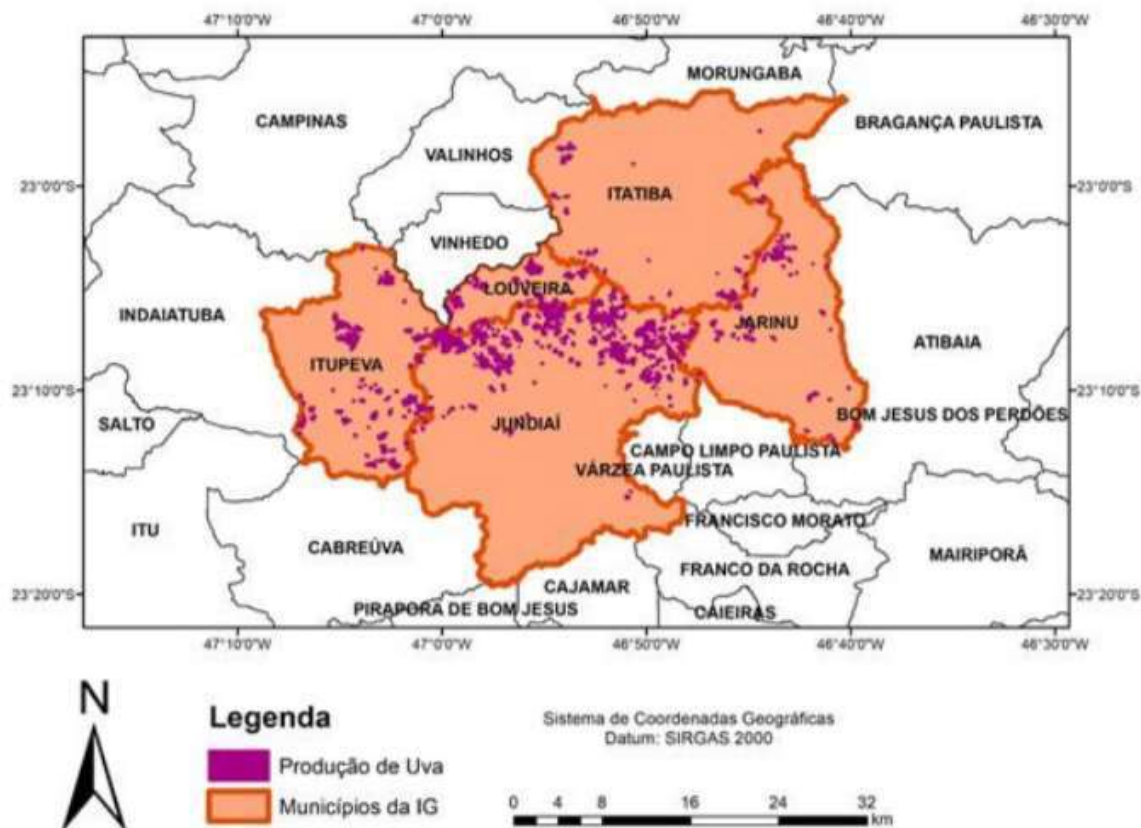 47°10'0"W 47°0'0"W 46°50'0"W 46°40'0"W 46°30'0"W
MORUNGABA
CAMPINAS
BRAGANÇA PAULISTA
VALINHOS
23°0'0"S
ITATIBA
23°0'0"S
VINHEDO
LOUVEIRA
INDAIATUBA
JARINU
ATIBAIA
ITUPEVA
23°10'0"S
23°10'0"S
SALTO
JUNDIAÍ
BOM JESUS DOS PERDÕES
CAMPO LIMPO PAULISTA
VÁRZEA PAULISTA
ITU
FRANCISCO MORATO
CABREÚVA
MAIRIPORÃ
FRANCO DA ROCHA
CAJAMAR
23°20'0"S
PIRAPORA DE BOM JESUS
CAIEIRAS
23°20'0"S
47°10'0"W 47°0'0"W 46°50'0"W 46°40'0"W 46°30'0"W
N
Legenda
Produção de Uva
Municípios da IG
Sistema de Coordenadas Geográficas
Datum: SIRGAS 2000
0 4 8 16 24 32
km